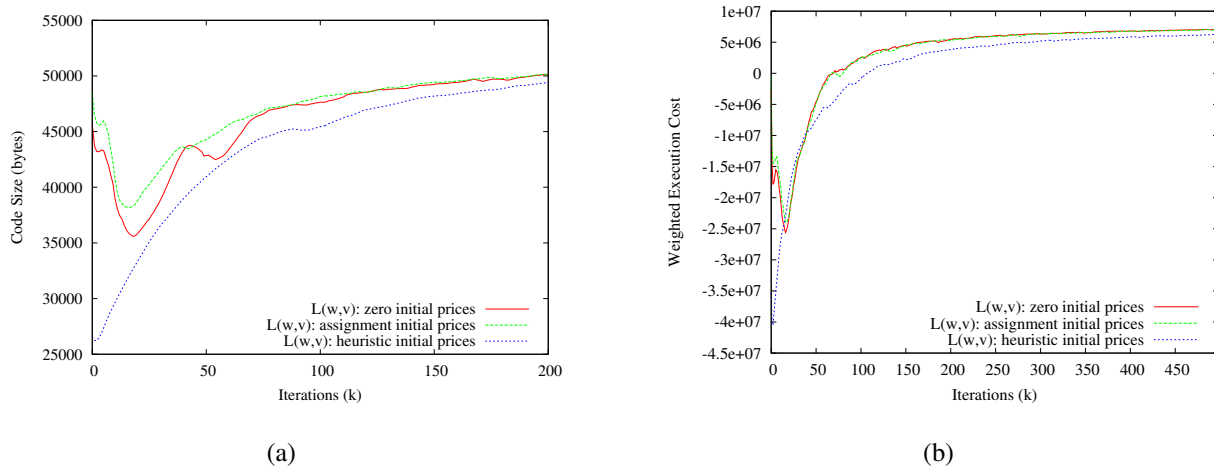 55000
50000
45000
40000
35000
30000
25000
Code Size (bytes)
L(w,v): zero initial prices
L(w,v): assignment initial prices
L(w,v): heuristic initial prices
0 50 100 150 200
Iterations (k)
(a)
1e+07
5e+06
0
-5e+06
-1e+07
-1.5e+07
-2e+07
-2.5e+07
-3e+07
-3.5e+07
-4e+07
-4.5e+07
Weighted Execution Cost
L(w,v): zero initial prices
L(w,v): assignment initial prices
L(w,v): heuristic initial prices
0 50 100 150 200 250 300 350 400 450
Iterations (k)
(b)